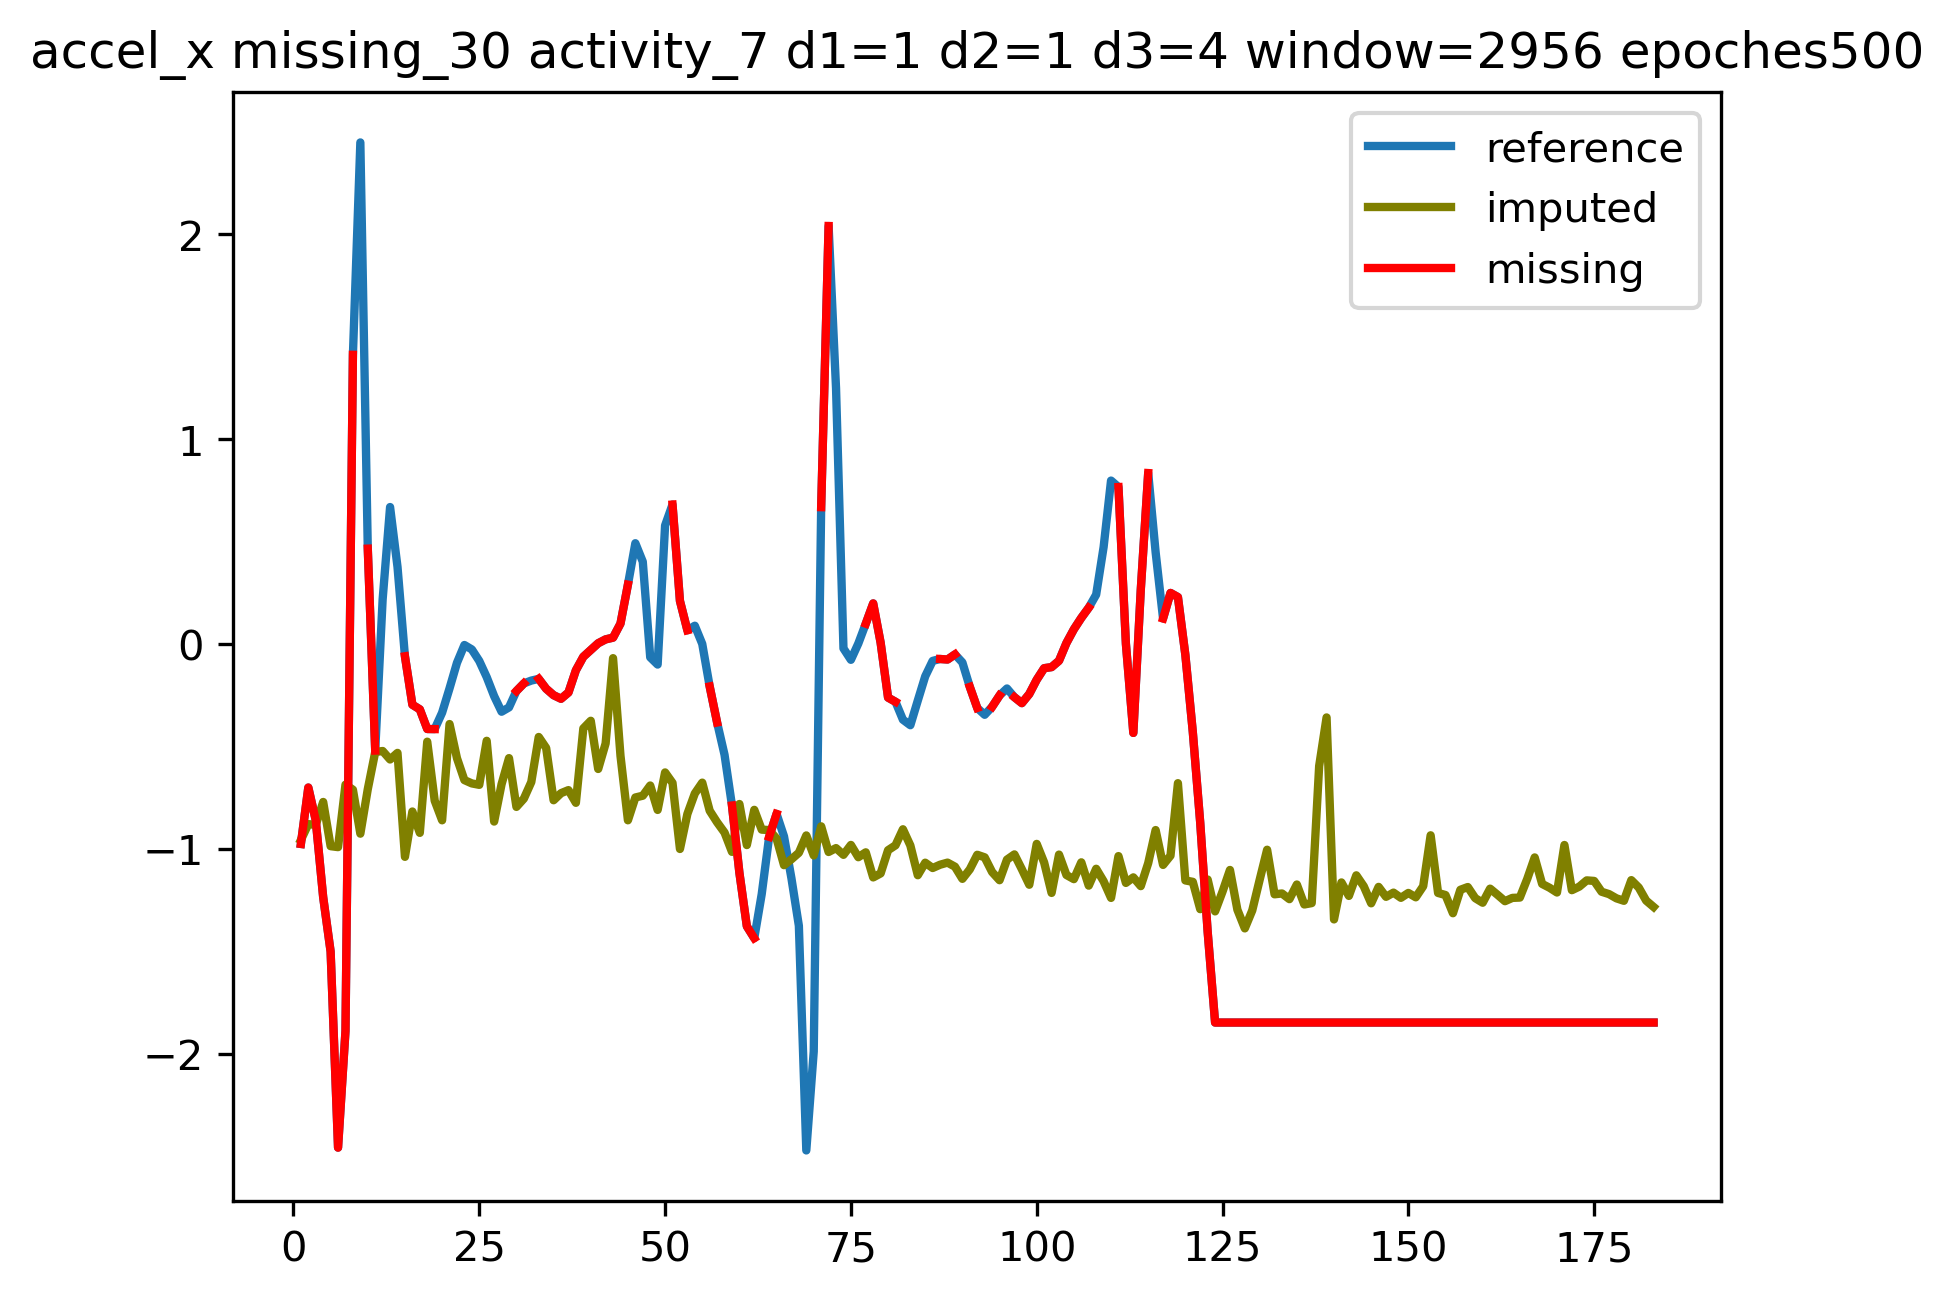 accel_x missing_30 activity_7 d1=1 d2=1 d3=4 window=2956 epoches500
reference
imputed
missing
2
1
0
−1
−2
0 25 50 75 100 125 150 175